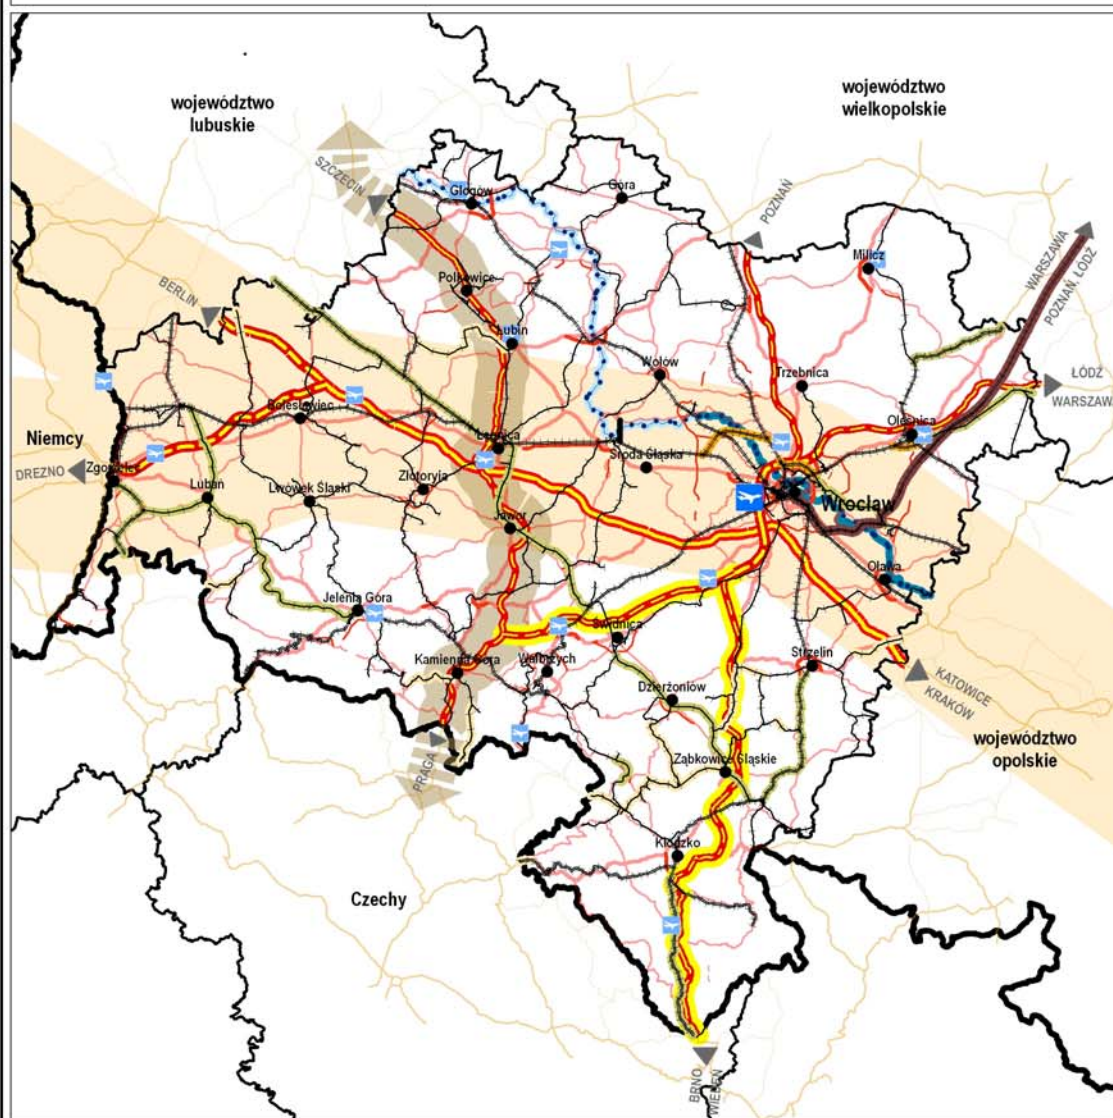 województwo
lubuskie
województwo
wielkopolskie
SZCZECIN
Głogów
Góra
POZNAŃ
Milicz
WARSZAWA
POZNAŃ, ŁÓDŹ
Polkowice
BERLIN
Lubin
Wołów
Trzebnica
ŁÓDŹ
WARSZAWA
Bolesławiec
Oleśnica
Niemcy
Legnica
Środa Śląska
DREZNO
Zgorzelec
Złotoryja
Lubań
Lwówek Śląski
Wrocław
Jawor
Oława
Jelenia Góra
Świdnica
Strzelin
Kamienna Góra
Wałbrzych
KATOWICE
KRAKÓW
Dzierżoniow
województwo
opolskie
PRAGA
Ząbkowice Śląskie
Kłodzko
Czechy
BRNO
WIEDEŃ